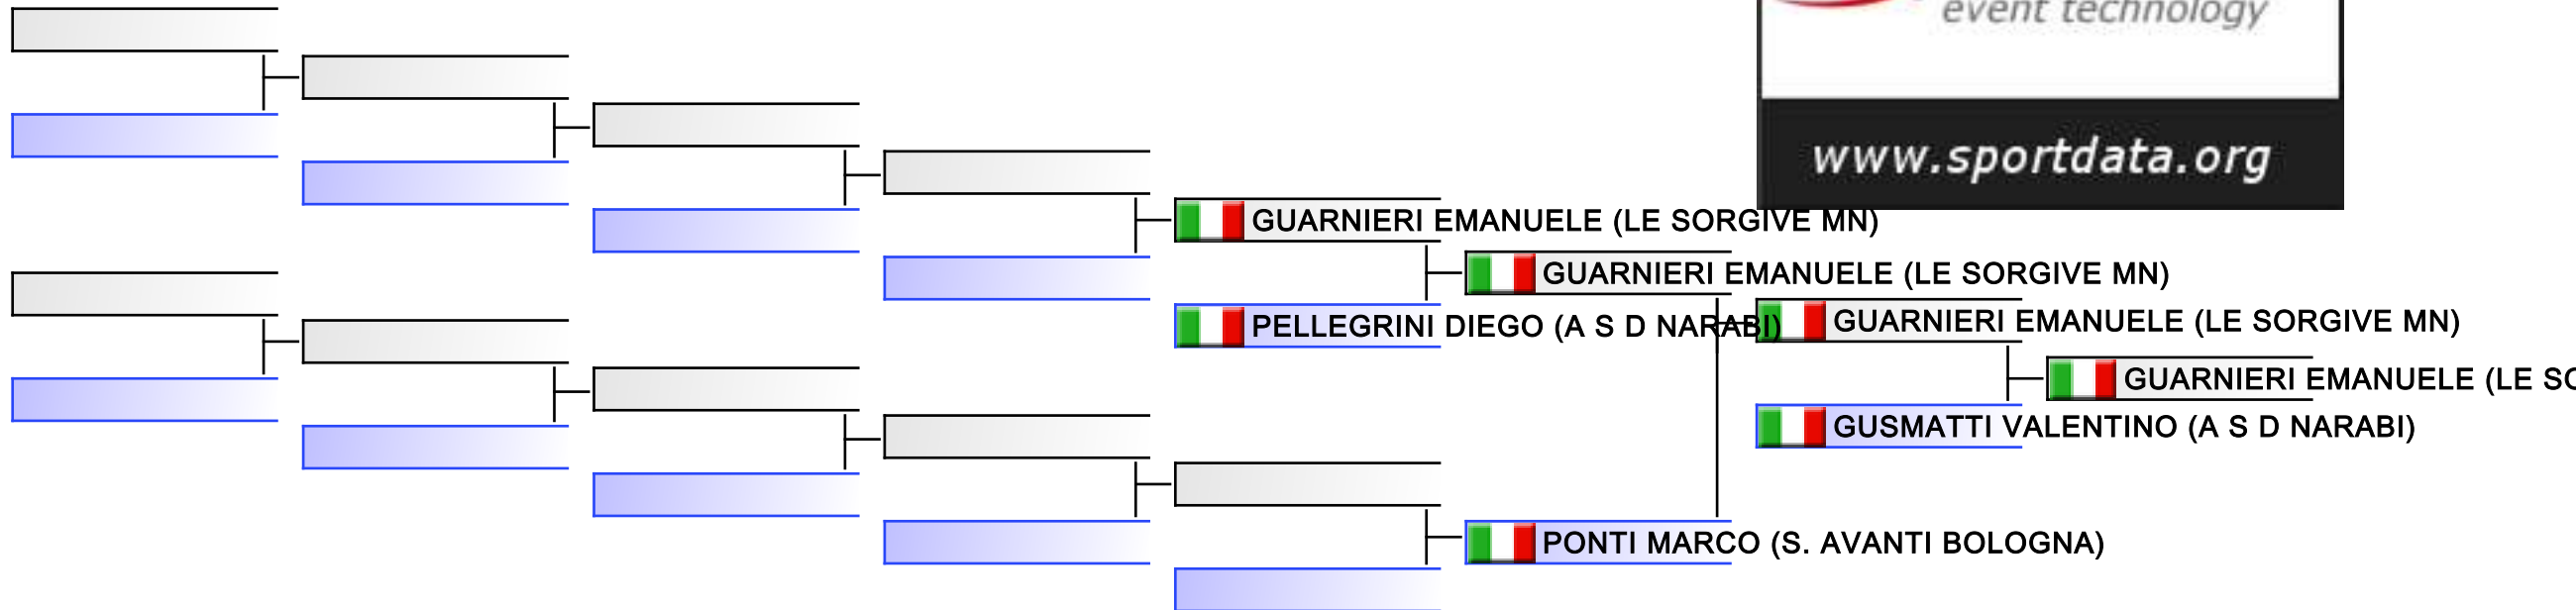 event technology
www.sportdata.org
GUARNIERI EMANUELE (LE SORGIVE MN)
GUARNIERI EMANUELE (LE SORGIVE MN)
PELLEGRINI DIEGO (A S D NARABI)
GUARNIERI EMANUELE (LE SORGIVE MN)
GUARNIERI EMANUELE (LE
GUSMATTI VALENTINO (A S D NARABI)
PONTI MARCO (S. AVANTI BOLOGNA)